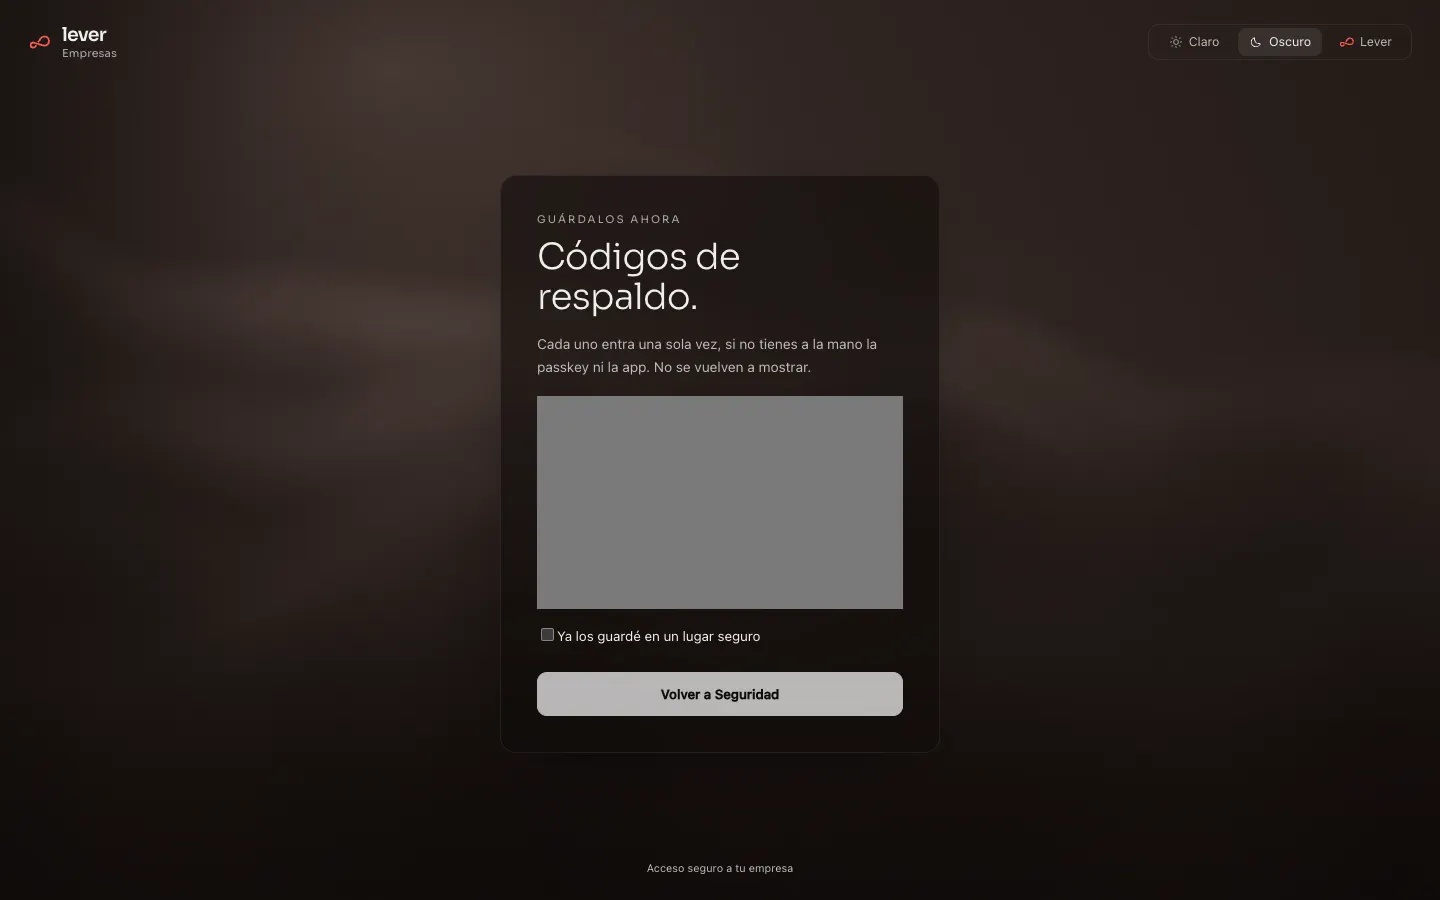 lever
Empresas
Claro
Oscuro
Lever
GUÁRDALOS AHORA
Códigos de
respaldo.
Cada uno entra una sola vez, si no tienes a la mano la
passkey ni la app. No se vuelven a mostrar.
Ya los guardé en un lugar seguro
Volver a Seguridad
Acceso seguro a tu empresa